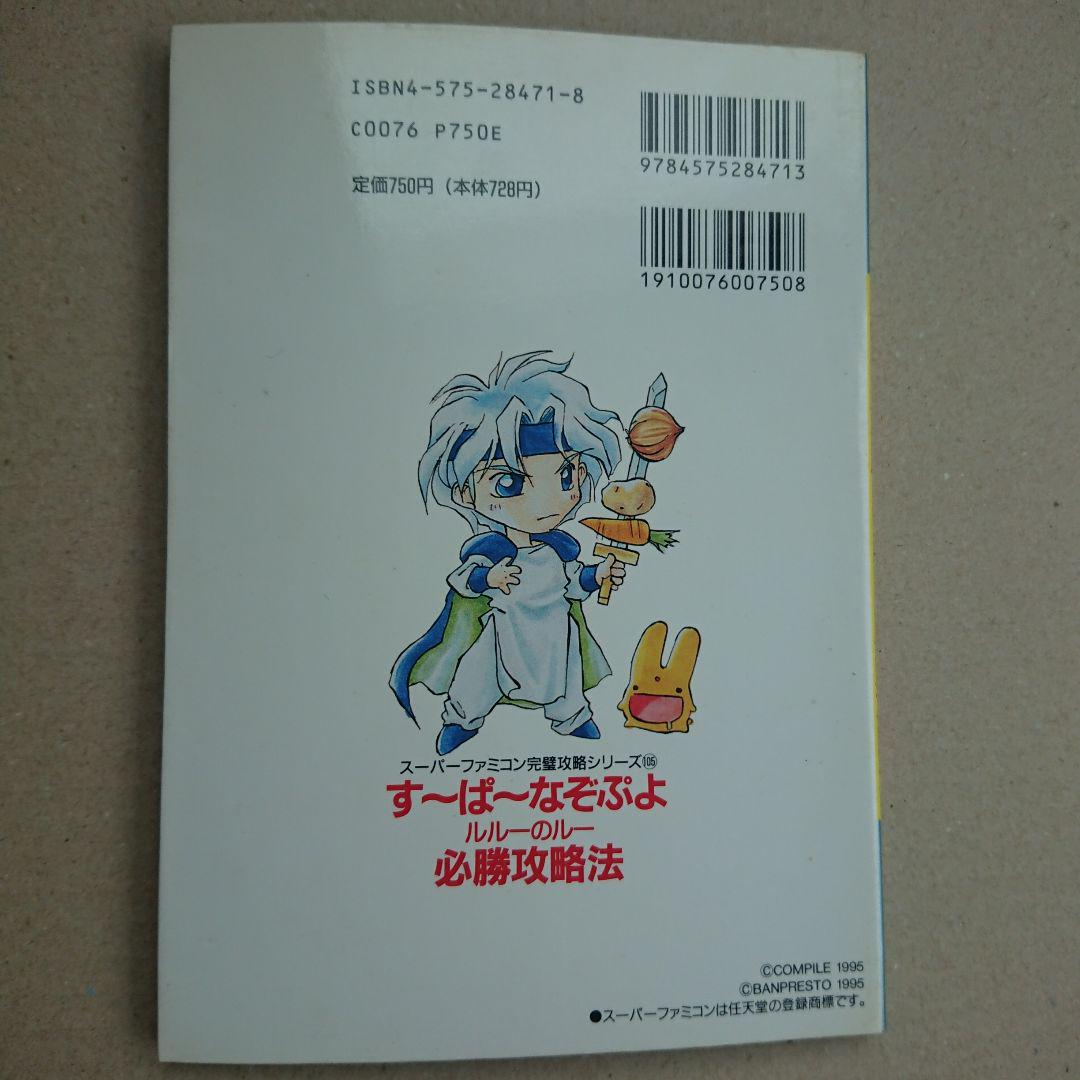 ISBN4-575-28471-8
C0076 P750E
定価750円（本体728円）
9784575284713
1910076007508
スーパーファミコン完璧攻略シリーズ105
す〜ぱ〜なぞぷよ
ルルーのルー
必勝攻略法
©COMPILE 1995
©BANPRESTO 1995
●スーパーファミコンは任天堂の登録商標です。